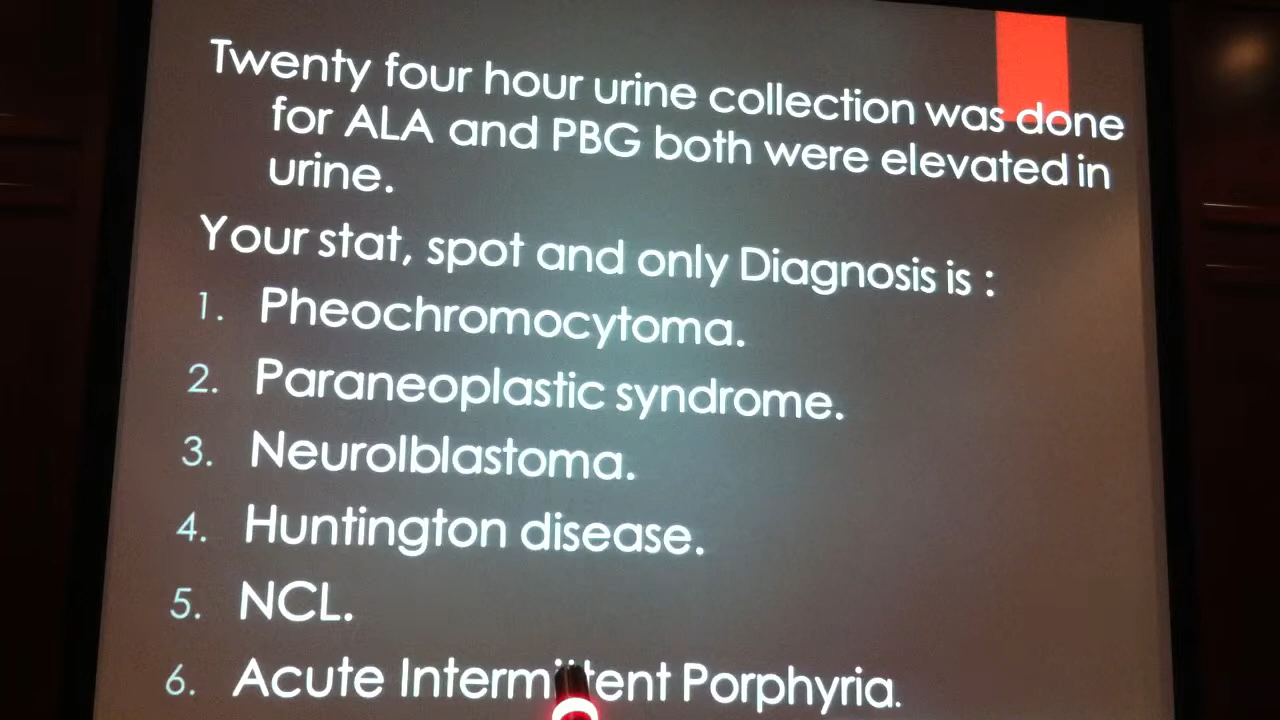 Twenty four hour urine collection was done
for ALA and PBG both were elevated in
urine.
Your stat, spot and only Diagnosis is :
1. Pheochromocytoma.
2. Paraneoplastic syndrome.
3. Neurolblastoma.
4. Huntington disease.
5. NCL.
6. Acute Intermittent Porphyria.